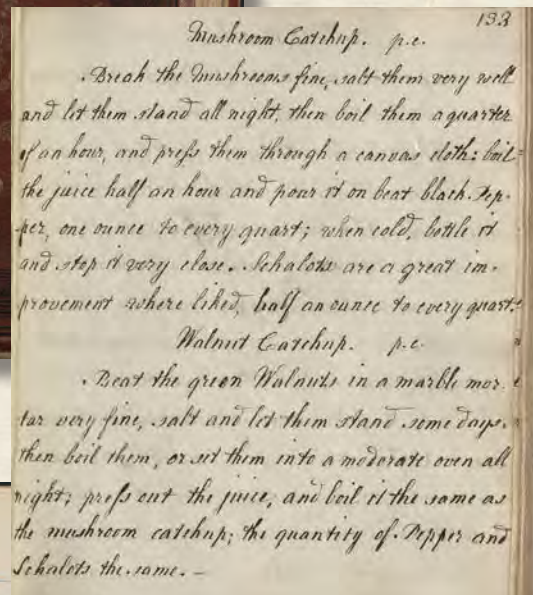 132
Mushroom Catchup. p.c.
Break the Mushrooms fine, salt them very well
and let them stand all night, then boil them a quarter
of an hour, and press them through a canvas cloth: boil
the juice half an hour and pour it on beat black Pep-
per, one ounce to every quart; when cold, bottle it
and stop it very close. Schalots are a great im-
provement where liked, half an ounce to every quart.
Walnut Catchup. p.c.
Beat the green Walnuts in a marble mor-
tar very fine, salt and let them stand some days.
then boil them, or set them into a moderate oven all
night; press out the juice, and boil it the same as
the mushroom catchup; the quantity of Pepper and
Schalots the same. –